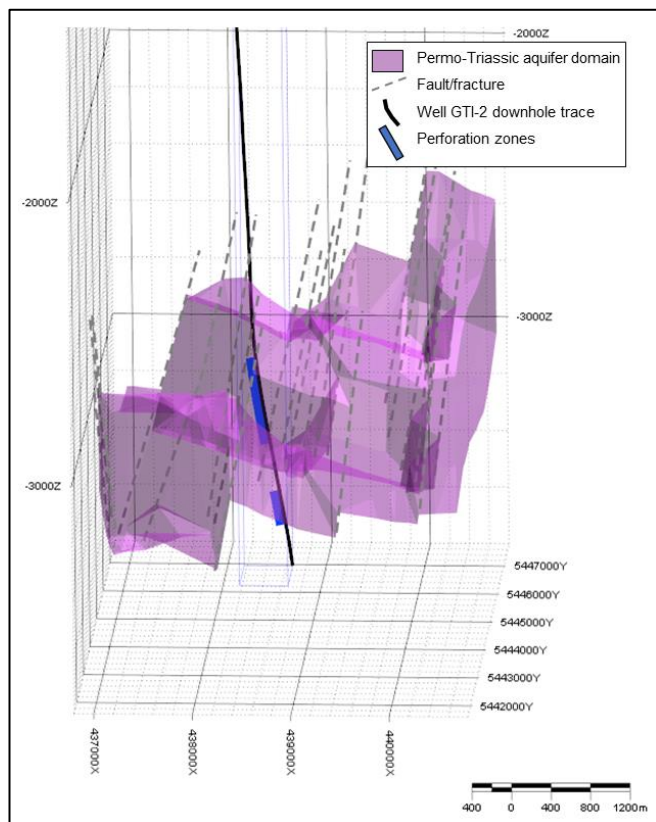 -2000Z
Permo-Triassic aquifer domain
Fault/fracture
Well GTI-2 downhole trace
Perforation zones
-2000Z
-3000Z
-3000Z
5447000Y
5446000Y
5445000Y
5444000Y
5443000Y
5442000Y
437000X
438000X
439000X
440000X
400 0 400 800 1200m